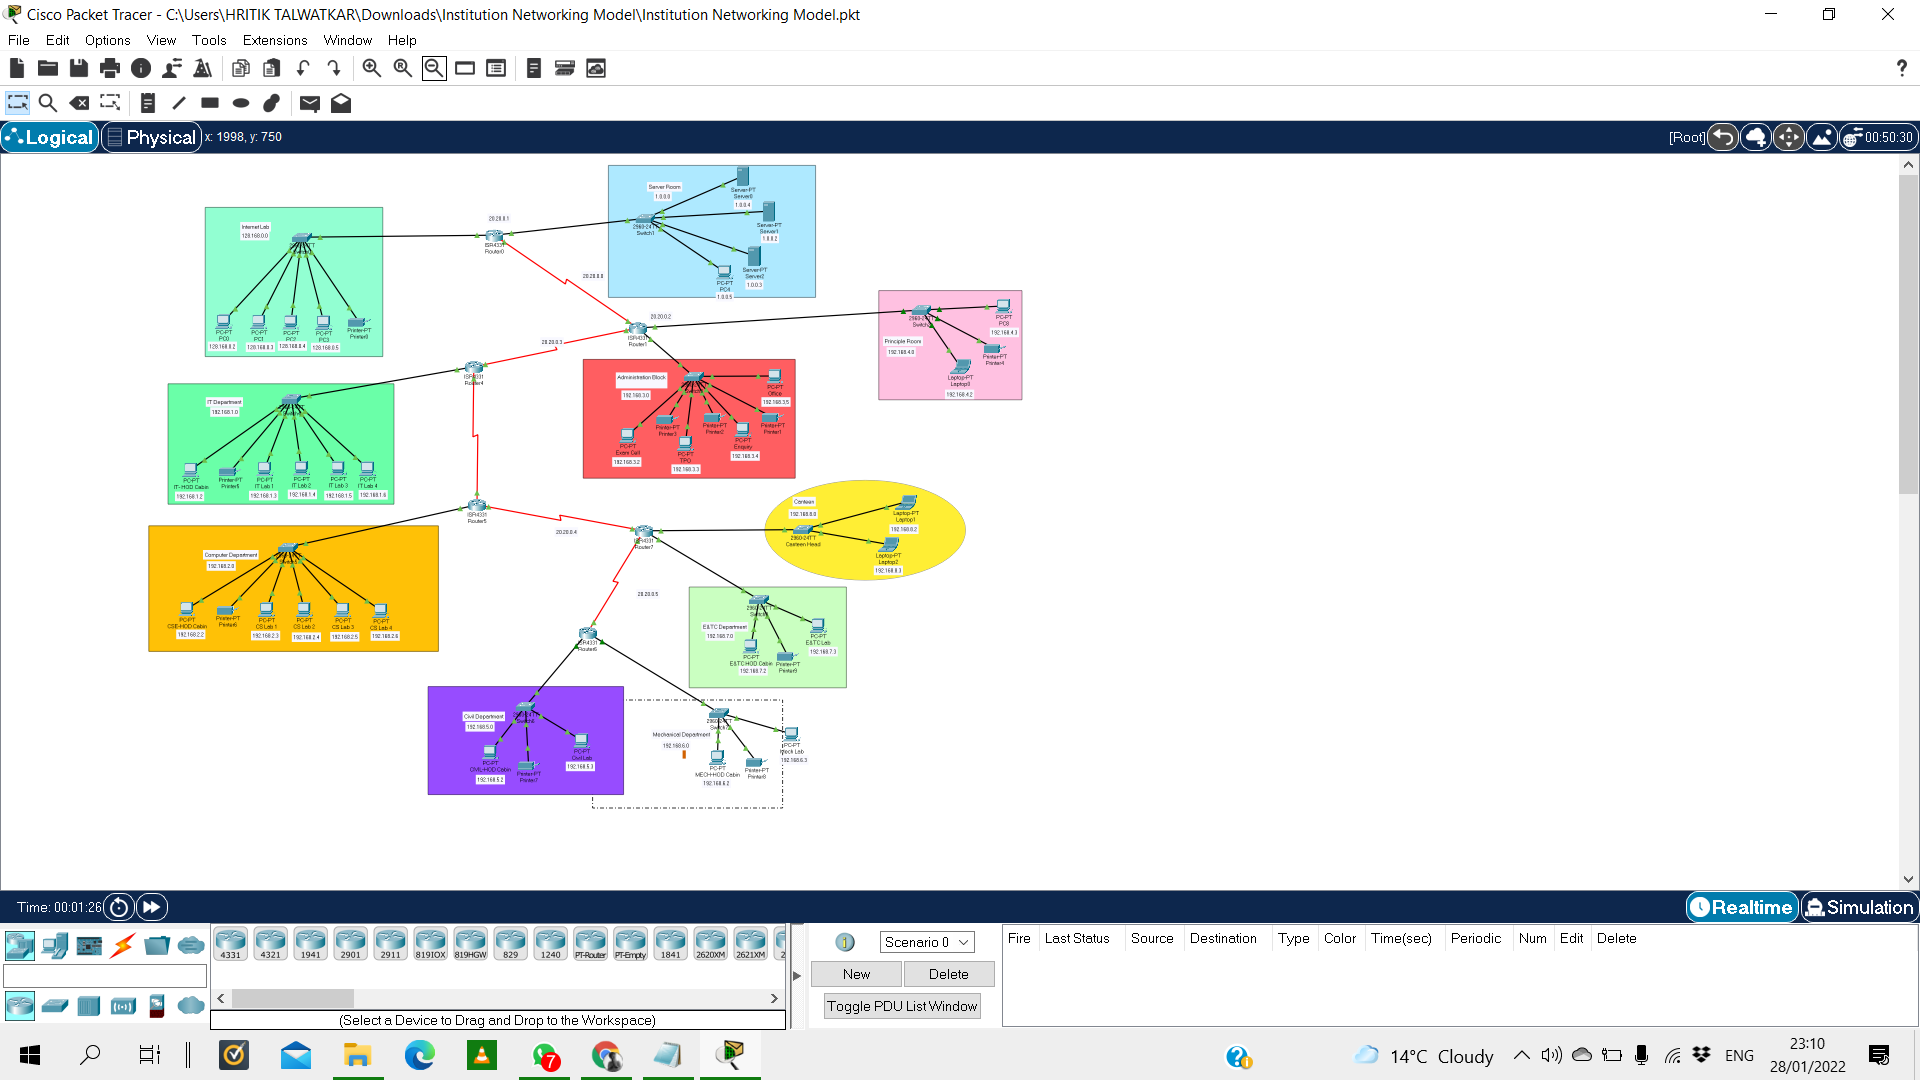 Cisco Packet Tracer - C:\Users\HRITIK TALWATKAR\Downloads\Institution Networking Model\Institution Networking Model.pkt
File Edit Options View Tools Extensions Window Help
?
Logical Physical x: 1998, y: 750 [Root] 00:50:30
Server Room
1.0.0.0
Server-PT
Server0
1.0.0.4
Server-PT
Server1
1.0.0.2
Server-PT
Server2
1.0.0.3
2960-24TT
Switch1
PC-PT
PC4
1.0.0.5
20.20.0.1
ISR4331
Router0
Internet Lab
128.168.0.0
PC-PT
PC0
128.168.0.2
PC-PT
PC1
128.168.0.3
PC-PT
PC2
128.168.0.4
PC-PT
PC3
128.168.0.5
Printer-PT
Printer0
20.20.0.0
20.20.0.2
ISR4331
Router1
20.20.0.3
ISR4331
Router4
Principle Room
192.168.4.0
PC-PT
PC8
192.168.4.3
Printer-PT
Printer4
Laptop-PT
Laptop0
192.168.4.2
Administration Block
192.168.3.0
PC-PT
Office
192.168.3.5
Printer-PT
Printer3
Printer-PT
Printer2
Printer-PT
Printer1
PC-PT
Exam Cell
192.168.3.2
PC-PT
TPO
192.168.3.3
PC-PT
Enquiry
192.168.3.4
IT Department
192.168.1.0
PC-PT
IT-HOD Cabin
192.168.1.2
Printer-PT
Printer5
PC-PT
IT Lab 1
192.168.1.3
PC-PT
IT Lab 2
192.168.1.4
PC-PT
IT Lab 3
192.168.1.5
PC-PT
IT Lab 4
192.168.1.6
ISR4331
Router5
20.20.0.4
ISR4331
Router7
Canteen
192.168.8.0
2960-24TT
Canteen Head
Laptop-PT
Laptop1
192.168.8.2
Laptop-PT
Laptop2
192.168.8.3
Computer Department
192.168.2.0
PC-PT
CSE-HOD Cabin
192.168.2.2
Printer-PT
Printer6
PC-PT
CS Lab 1
192.168.2.3
PC-PT
CS Lab 2
192.168.2.4
PC-PT
CS Lab 3
192.168.2.5
PC-PT
CS Lab 4
192.168.2.6
20.20.0.5
ISR4331
Router6
E&TC Department
192.168.7.0
PC-PT
E&TC Lab
192.168.7.3
PC-PT
E&TC-HOD Cabin
192.168.7.2
Printer-PT
Printer9
Civil Department
192.168.5.0
PC-PT
CIVIL-HOD Cabin
192.168.5.2
Printer-PT
Printer7
PC-PT
Civil Lab
192.168.5.3
Mechanical Department
192.168.6.0
PC-PT
MECH-HOD Cabin
192.168.6.2
Printer-PT
Printer8
PC-PT
Mech Lab
192.168.6.3
Time: 00:01:26 Realtime Simulation
4331 4321 1941 2901 2911 819IOX 819HGW 829 1240 PT-Router PT-Empty 1841 2620XM 2621XM 2
(Select a Device to Drag and Drop to the Workspace)
Scenario 0
New Delete
Toggle PDU List Window
Fire Last Status Source Destination Type Color Time(sec) Periodic Num Edit Delete
7
14°C Cloudy ENG
23:10
28/01/2022